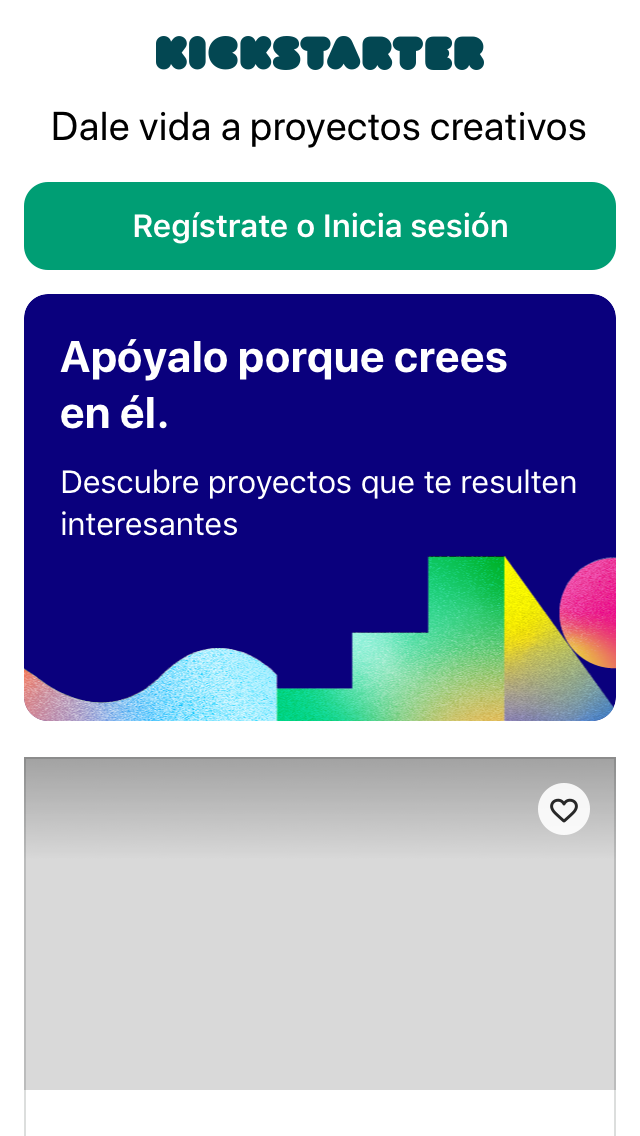 KICKSTARTER
Dale vida a proyectos creativos
Regístrate o Inicia sesión
Apóyalo porque crees
en él.
Descubre proyectos que te resulten
interesantes